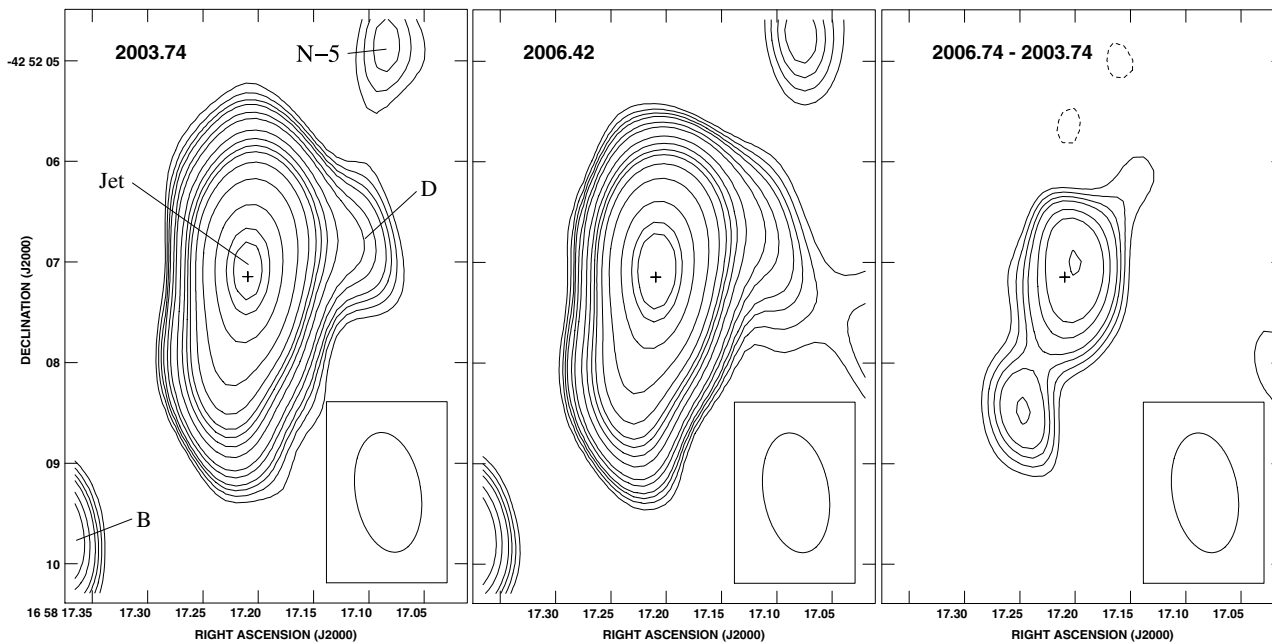 2003.74
N−5
Jet
D
B
2006.42
2006.74 - 2003.74
DECLINATION (J2000)
-42 52 05
06
07
08
09
10
16 58 17.35 17.30 17.25 17.20 17.15 17.10 17.05
RIGHT ASCENSION (J2000)
17.30 17.25 17.20 17.15 17.10 17.05
RIGHT ASCENSION (J2000)
17.30 17.25 17.20 17.15 17.10 17.05
RIGHT ASCENSION (J2000)